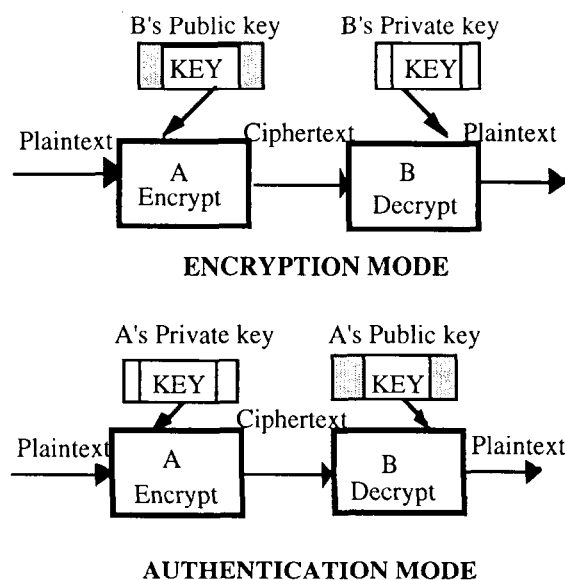 B's Public key B's Private key
KEY KEY
Plaintext Ciphertext Plaintext
A B
Encrypt Decrypt
ENCRYPTION MODE
A's Private key A's Public key
KEY KEY
Ciphertext
Plaintext Plaintext
A B
Encrypt Decrypt
AUTHENTICATION MODE